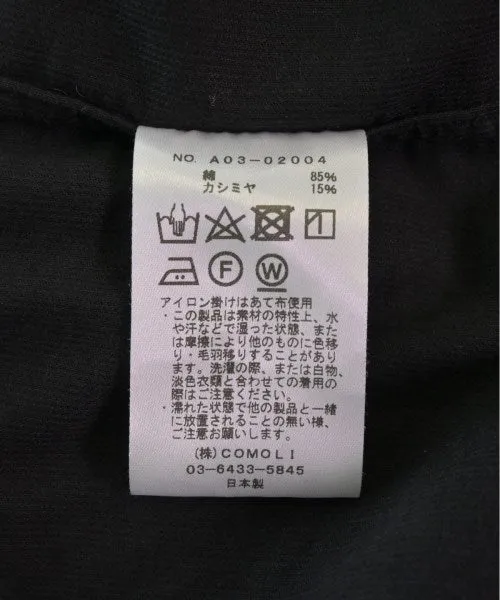 NO. A03-02004
綿 85%
カシミヤ 15%
F W
アイロン掛けはあて布使用
・この製品は素材の特性上、水
や汗などで湿った状態、また
は摩擦により他のものに色移
り・毛羽移りすることがあり
ます。洗濯の際、または白物、
淡色衣類と合わせての着用の
際はご注意ください。
・濡れた状態で他の製品と一緒
に放置されることの無い様、
ご注意お願いします。
(株)COMOLI
03-6433-5845
日本製